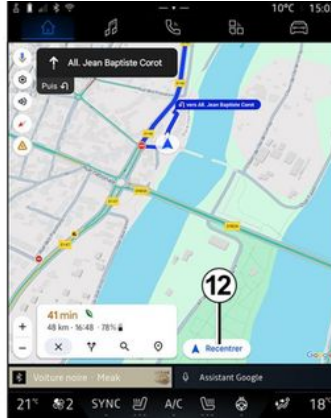 10°C 15:0
All. Jean Baptiste Corot
Puis
vers All. Jean Baptiste Corot
12
41 min
48 km · 16:48 · 78%
Recentrer
Goog
Voiture noire · Meak
Assistant Google
21° 2 SYNC A/C 18°